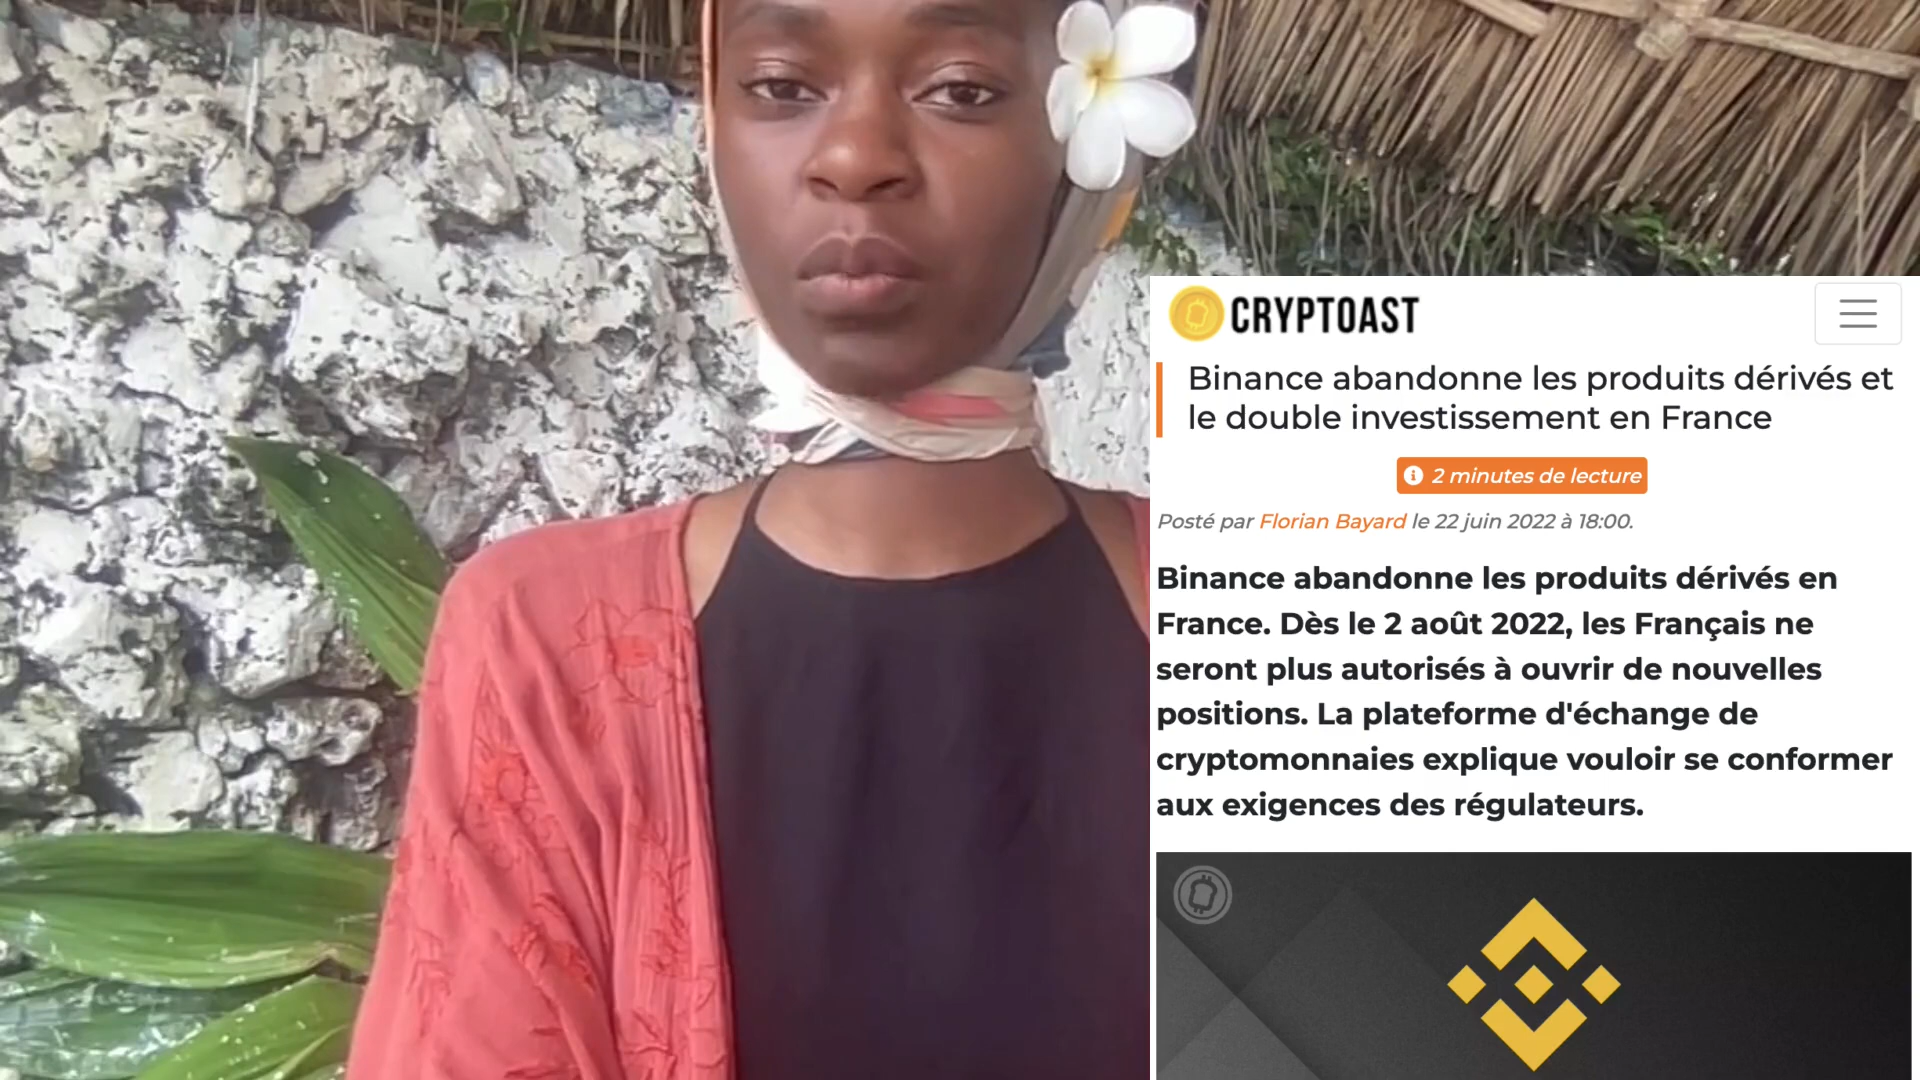 CRYPTOAST
Binance abandonne les produits dérivés et
le double investissement en France
2 minutes de lecture
Posté par Florian Bayard le 22 juin 2022 à 18:00.
Binance abandonne les produits dérivés en
France. Dès le 2 août 2022, les Français ne
seront plus autorisés à ouvrir de nouvelles
positions. La plateforme d'échange de
cryptomonnaies explique vouloir se conformer
aux exigences des régulateurs.